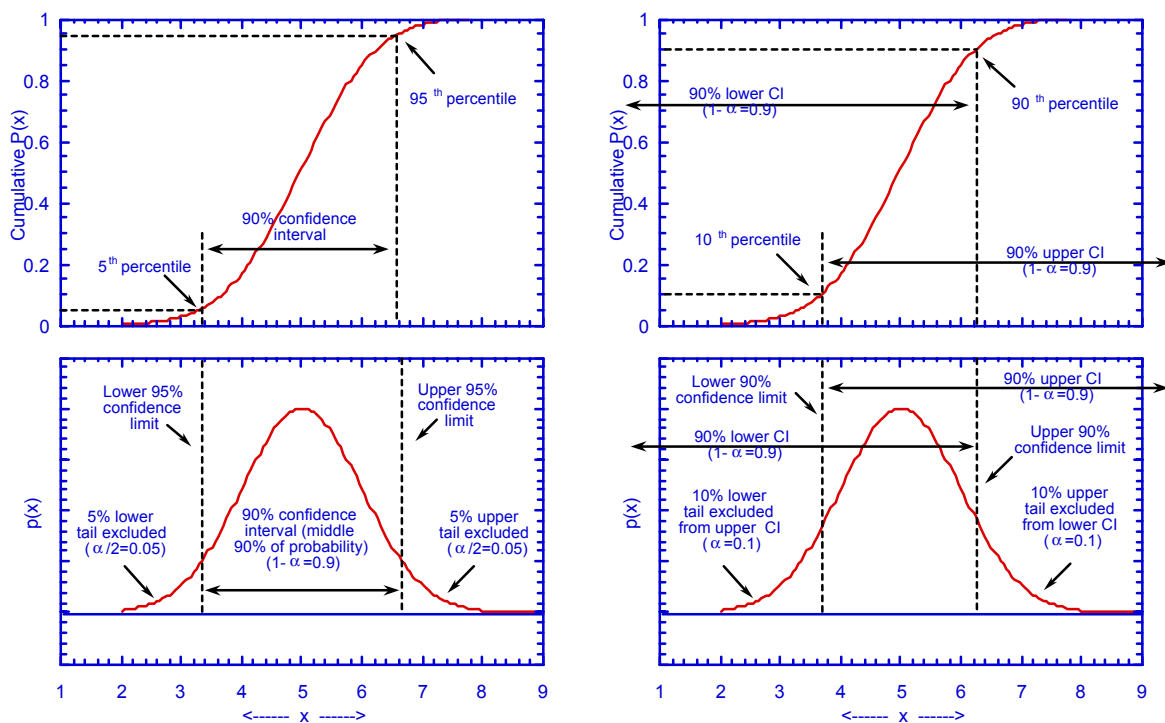 1
0.8
0.6
0.4
0.2
0
Cumulative P(x)
95 th percentile
90% confidence
interval
5th percentile
1
0.8
0.6
0.4
0.2
0
Cumulative P(x)
90% lower CI
(1- α=0.9)
90 th percentile
10 th percentile
90% upper CI
(1- α=0.9)
p(x)
Lower 95%
confidence
limit
Upper 95%
confidence
limit
5% lower
tail excluded
(α/2=0.05)
90% confidence
interval (middle
90% of probability)
(1- α=0.9)
5% upper
tail excluded
(α/2=0.05)
1 2 3 4 5 6 7 8 9
<------ x ------>
p(x)
Lower 90%
confidence limit
90% upper CI
(1- α=0.9)
90% lower CI
(1- α=0.9)
Upper 90%
confidence limit
10% lower
tail excluded
from upper CI
(α=0.1)
10% upper
tail excluded
from lower CI
(α=0.1)
1 2 3 4 5 6 7 8 9
<------ x ------>